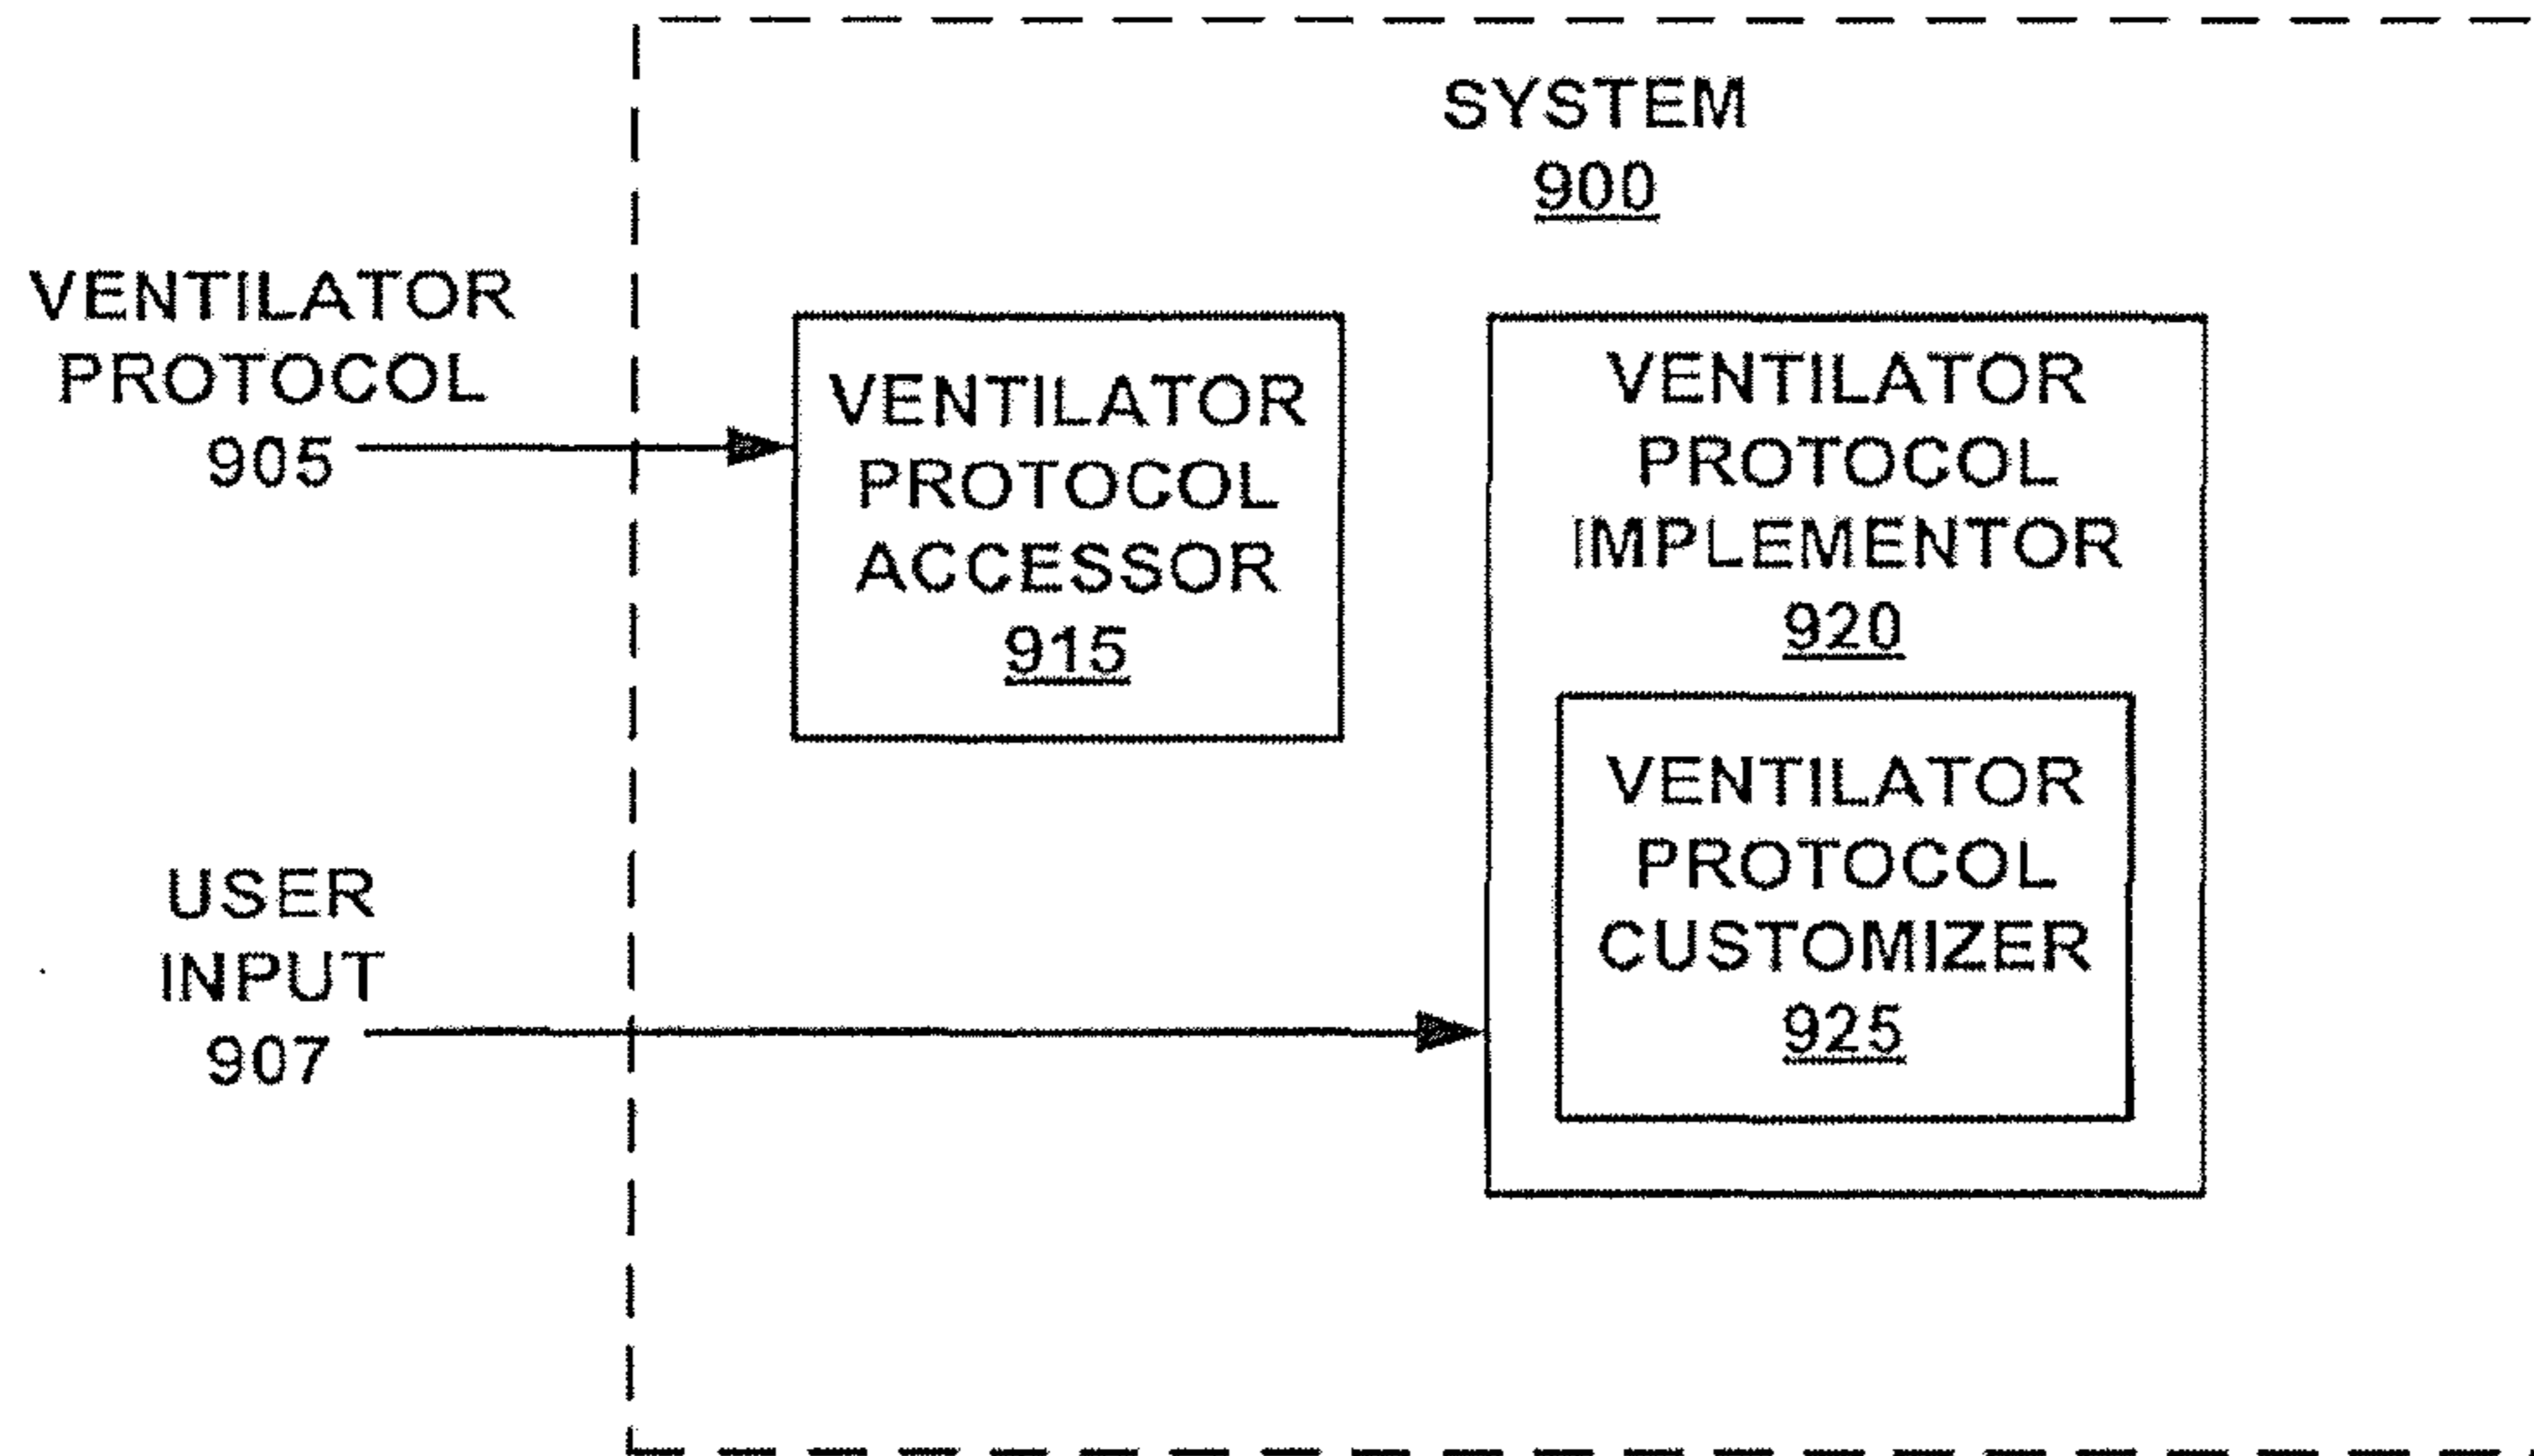 SYSTEM
900
VENTILATOR
PROTOCOL
905
VENTILATOR
PROTOCOL
ACCESSOR
915
VENTILATOR
PROTOCOL
IMPLEMENTOR
920
USER
INPUT
907
VENTILATOR
PROTOCOL
CUSTOMIZER
925